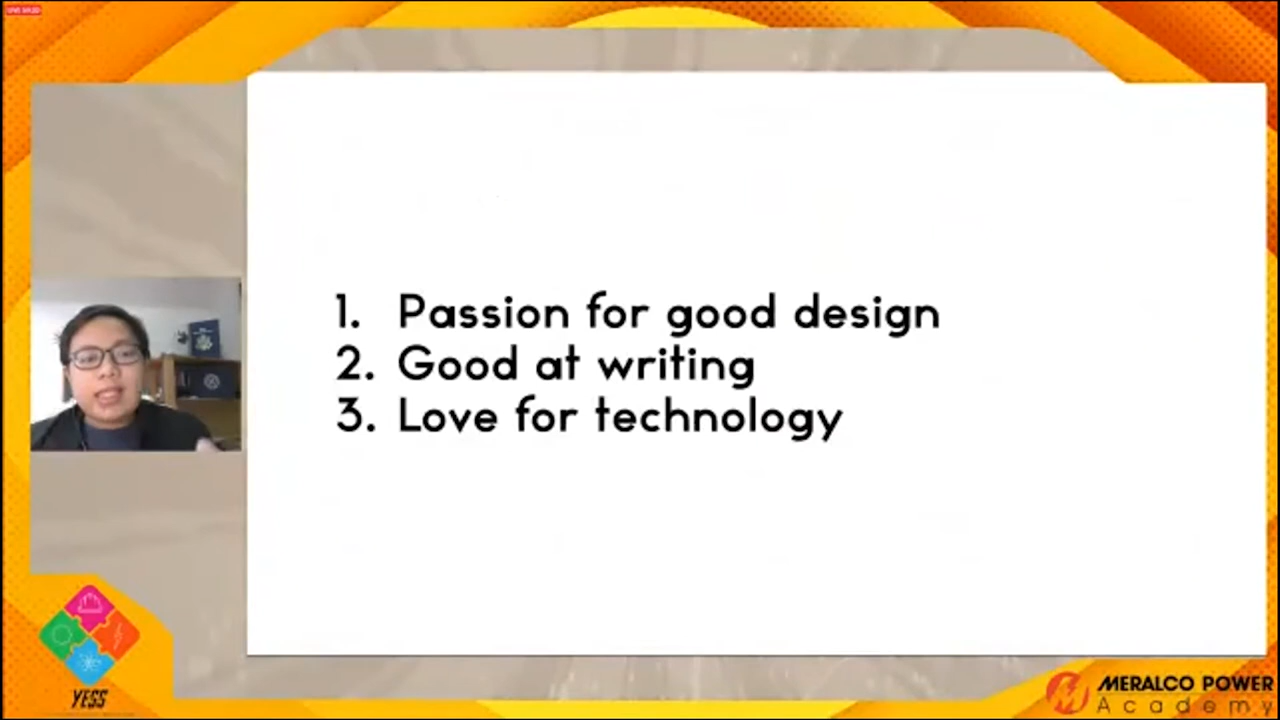 1. Passion for good design
2. Good at writing
3. Love for technology
YESS
MERALCO POWER
Academy